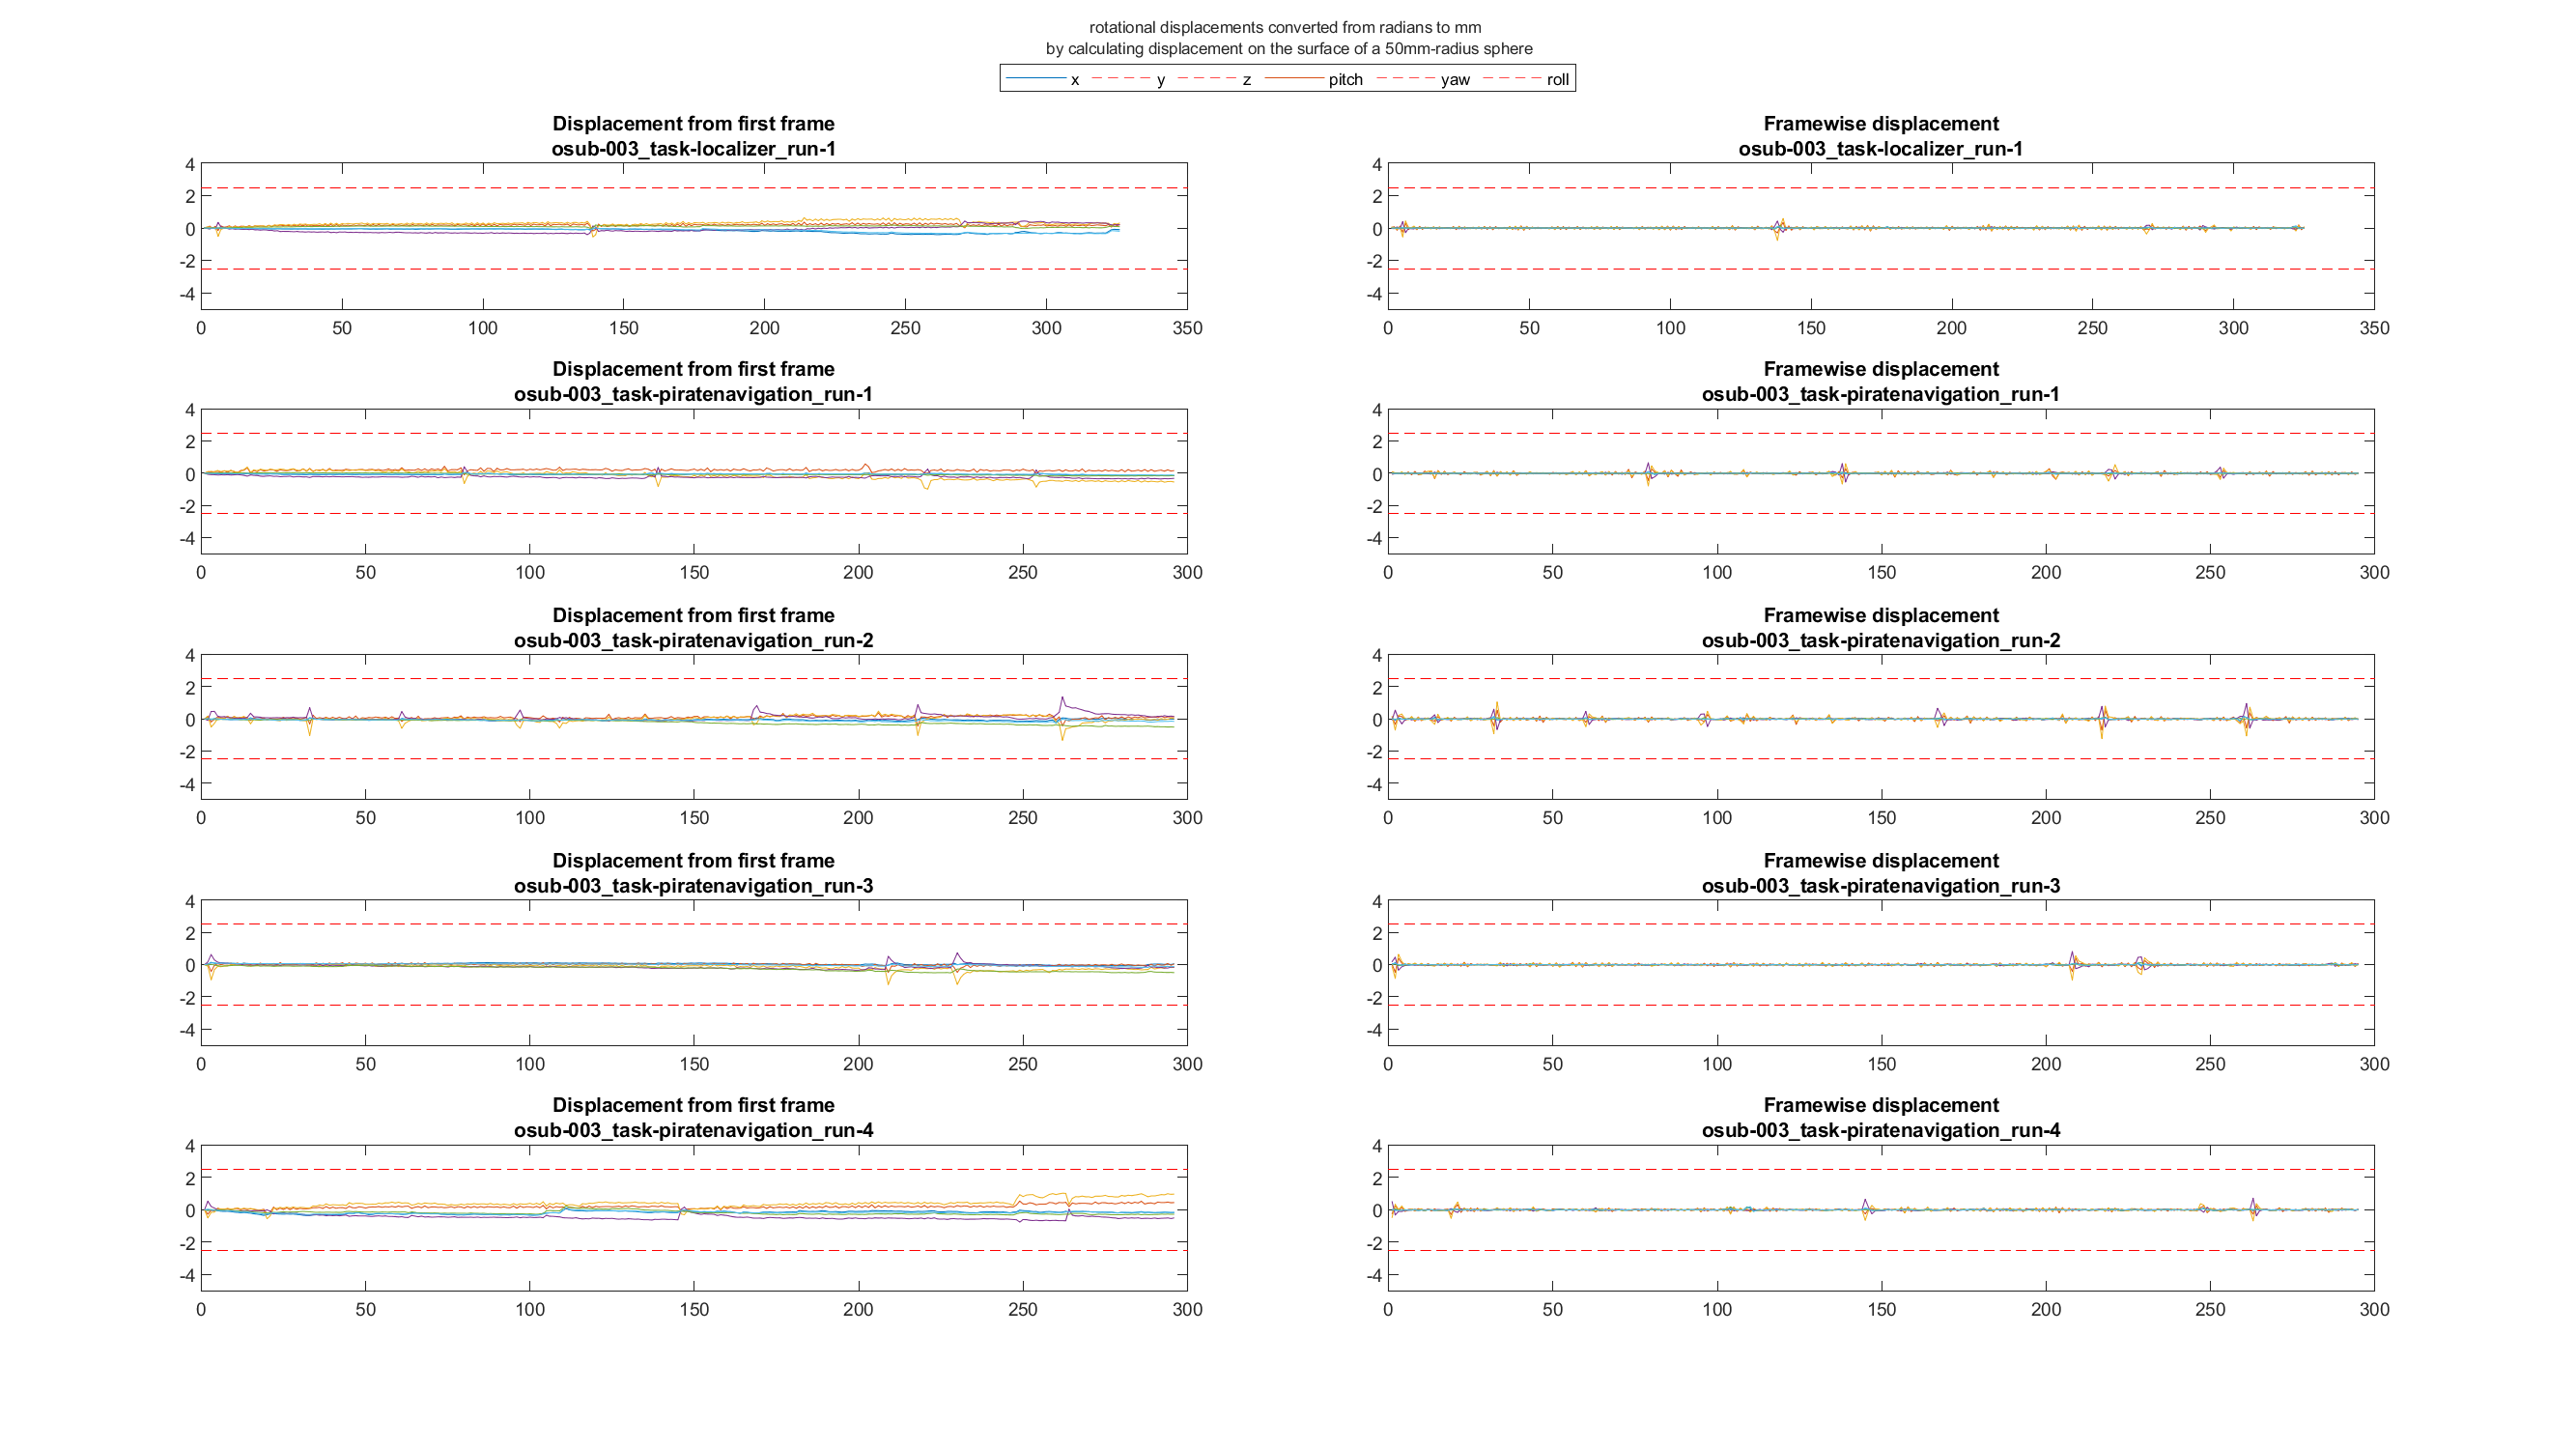 rotational displacements converted from radians to mm
by calculating displacement on the surface of a 50mm-radius sphere
x y z pitch yaw roll
Displacement from first frame
osub-003_task-localizer_run-1
4
2
0
-2
-4
0 50 100 150 200 250 300 350
Framewise displacement
osub-003_task-localizer_run-1
4
2
0
-2
-4
0 50 100 150 200 250 300 350
Displacement from first frame
osub-003_task-piratenavigation_run-1
4
2
0
-2
-4
0 50 100 150 200 250 300
Framewise displacement
osub-003_task-piratenavigation_run-1
4
2
0
-2
-4
0 50 100 150 200 250 300
Displacement from first frame
osub-003_task-piratenavigation_run-2
4
2
0
-2
-4
0 50 100 150 200 250 300
Framewise displacement
osub-003_task-piratenavigation_run-2
4
2
0
-2
-4
0 50 100 150 200 250 300
Displacement from first frame
osub-003_task-piratenavigation_run-3
4
2
0
-2
-4
0 50 100 150 200 250 300
Framewise displacement
osub-003_task-piratenavigation_run-3
4
2
0
-2
-4
0 50 100 150 200 250 300
Displacement from first frame
osub-003_task-piratenavigation_run-4
4
2
0
-2
-4
0 50 100 150 200 250 300
Framewise displacement
osub-003_task-piratenavigation_run-4
4
2
0
-2
-4
0 50 100 150 200 250 300